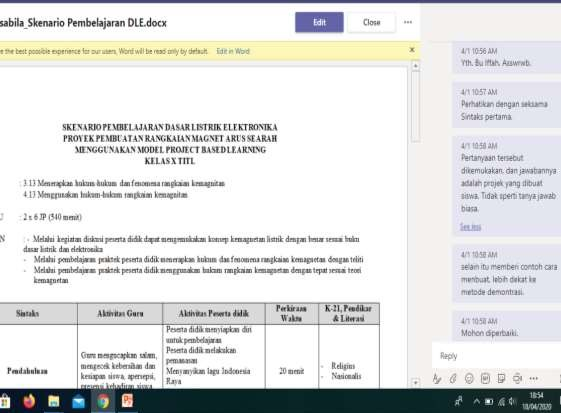 sabila_Skenario Pembelajaran DLE.docx
Edit
Close
e the best possible experience for our users, Word will be read only by default. Edit in Word
SKENARIO PEMBELAJARAN DASAR LISTRIK ELEKTRONIKA
PROYEK PEMBUATAN RANGKAIAN MAGNET ARUS SEARAH
MENGGUNAKAN MODEL PROJECT BASED LEARNING
KELAS X TITL
: 3.13 Menerapkan hukum-hukum dan fenomena rangkaian kemagnitan
4.13 Menggunakan hukum-hukum rangkaian kemagnitan
U : 2 x 6 JP (540 menit)
N : - Melalui kegiatan diskusi peserta didik dapat mengemukakan konsep kemagnetan listrik dengan benar sesuai buku
dasar listrik dan elektronika
- Melalui pembelajaran praktek peserta didik menerapkan hukum dan fenomena rangkaian kemagnetan dengan teliti
- Melalui pembelajaran praktek peserta didik menggunakan hukum rangkaian kemagnetan dengan tepat sesuai teori
kemagnetan
Sintaks
Aktivitas Guru
Aktivitas Peserta didik
Perkiraan
Waktu
K-21, Pendikar
& Literasi
Pendahuluan
Guru mengucapkan salam,
mengecek kebersihan dan
kesiapan siswa, apersepsi,
presensi kehadiran siswa
Peserta didik menyiapkan diri
untuk pembelajaran
Peserta didik melakukan
pemanasan
Menyanyikan lagu Indonesia
Raya
20 menit
- Religius
- Nasionalis
4/1 10:56 AM
Yth. Bu Iffah, Asswrwb.
4/1 10:57 AM
Perhatikan dengan seksama
Sintaks pertama.
4/1 10:58 AM
Pertanyaan tersebut
dikemukakan, dan jawabannya
adalah projek yang dibuat
siswa. Tidak sperti tanya jawab
biasa.
See less
4/1 10:58 AM
selain itu memberi contoh cara
menbuat, lebih dekat ke
metode demontrasi.
4/1 10:58 AM
Mohon diperbaiki.
Reply
18:54
18/04/2020